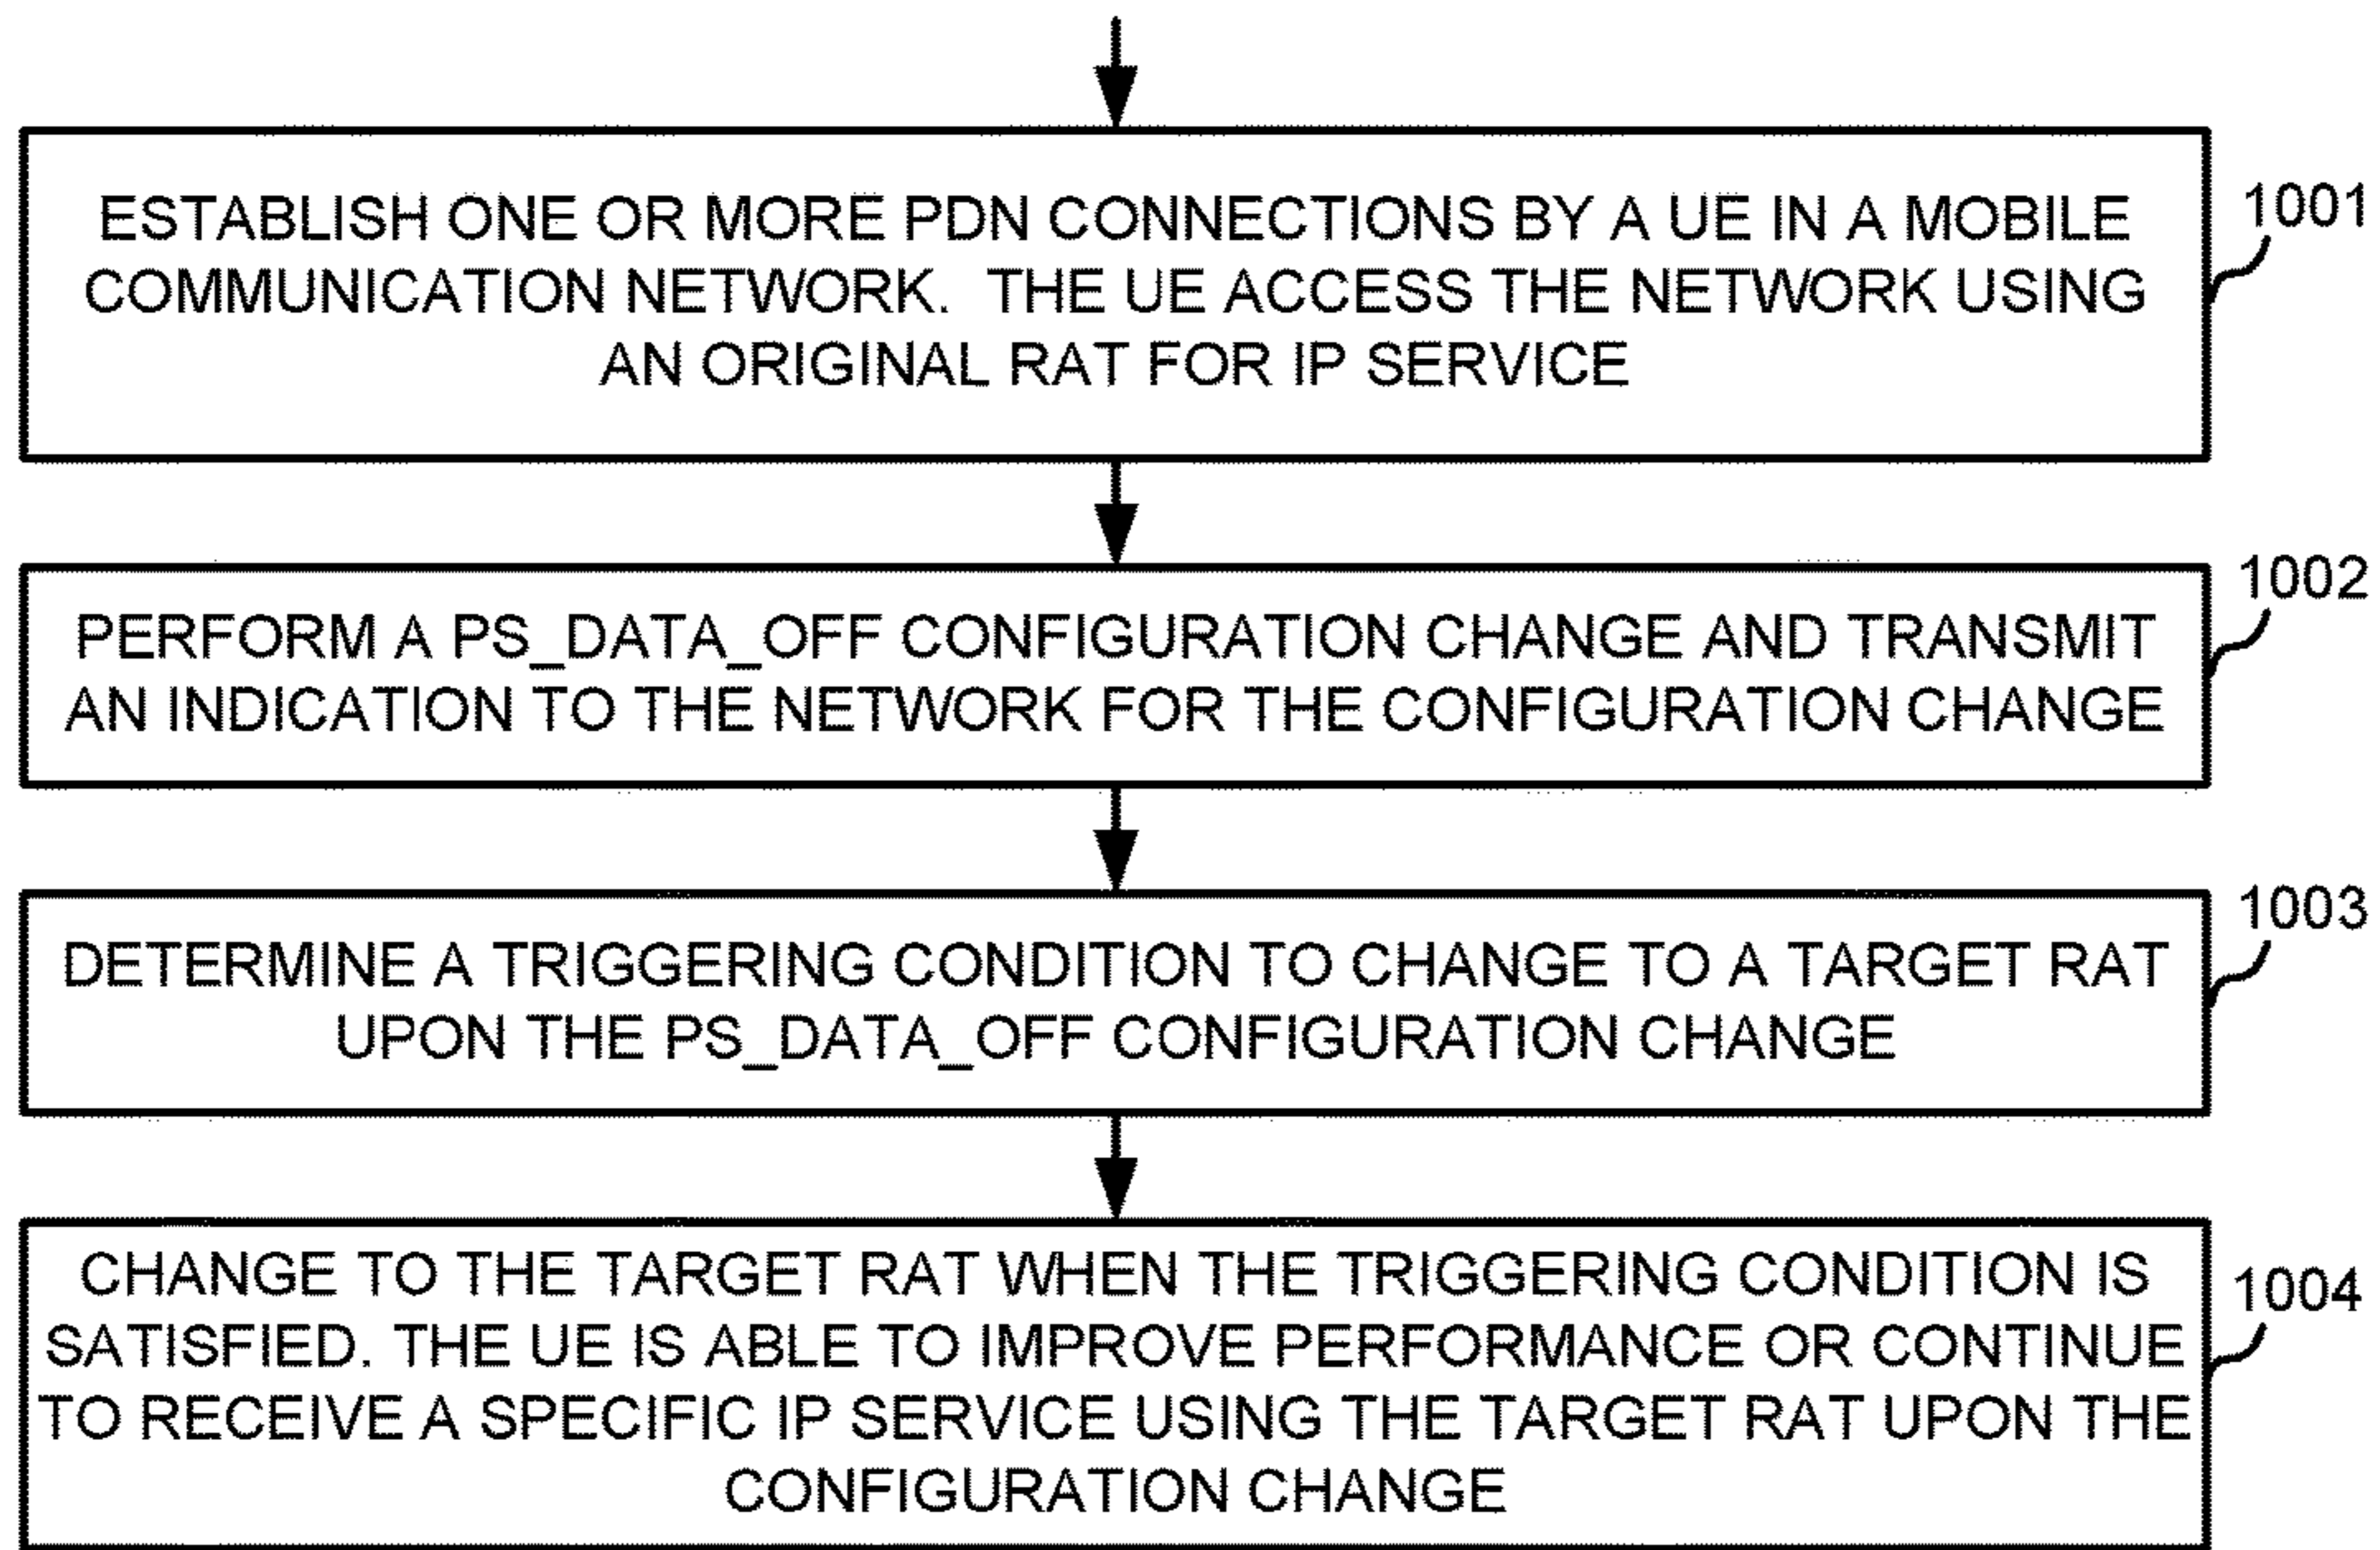 ESTABLISH ONE OR MORE PDN CONNECTIONS BY A UE IN A MOBILE
COMMUNICATION NETWORK. THE UE ACCESS THE NETWORK USING
AN ORIGINAL RAT FOR IP SERVICE
1001
PERFORM A PS_DATA_OFF CONFIGURATION CHANGE AND TRANSMIT
AN INDICATION TO THE NETWORK FOR THE CONFIGURATION CHANGE
1002
DETERMINE A TRIGGERING CONDITION TO CHANGE TO A TARGET RAT
UPON THE PS_DATA_OFF CONFIGURATION CHANGE
1003
CHANGE TO THE TARGET RAT WHEN THE TRIGGERING CONDITION IS
SATISFIED. THE UE IS ABLE TO IMPROVE PERFORMANCE OR CONTINUE
TO RECEIVE A SPECIFIC IP SERVICE USING THE TARGET RAT UPON THE
CONFIGURATION CHANGE
1004